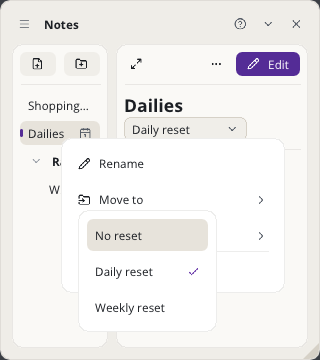 Notes
Edit
Shopping...
Dailies
Dailies
Daily reset
Rename
Move to
No reset
Daily reset
Weekly reset